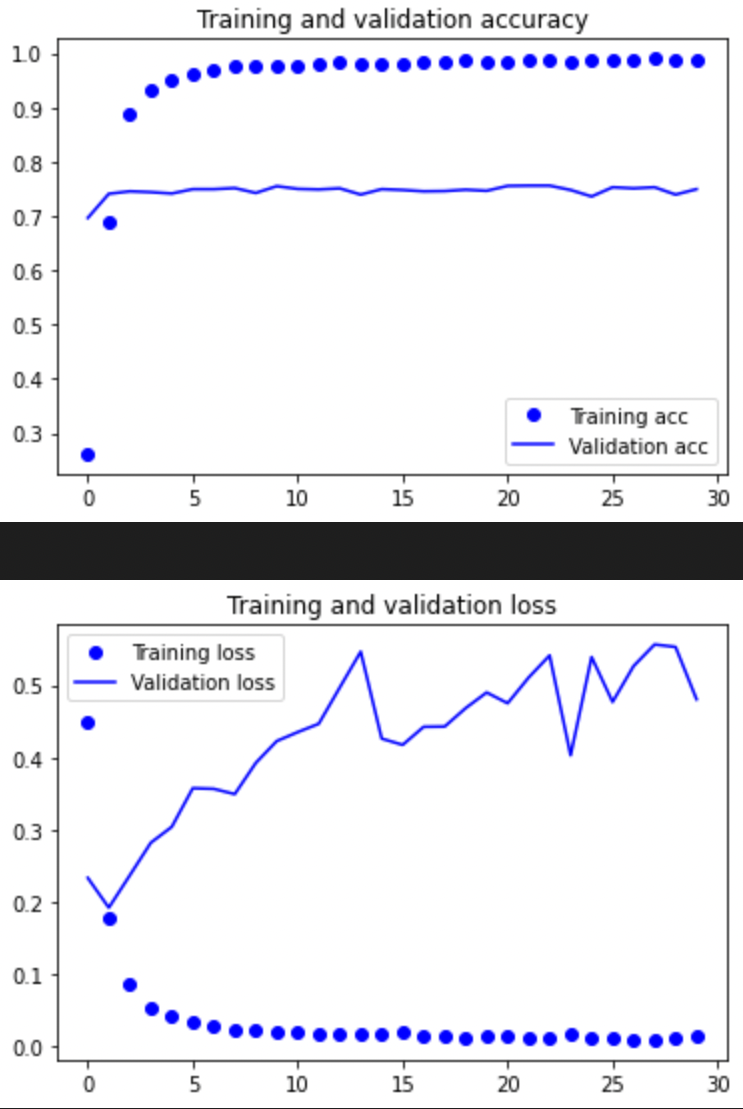 Training and validation accuracy
1.0
0.9
0.8
0.7
0.6
0.5
0.4
0.3
Training acc
Validation acc
0 5 10 15 20 25 30
Training and validation loss
Training loss
Validation loss
0.5
0.4
0.3
0.2
0.1
0.0
0 5 10 15 20 25 30